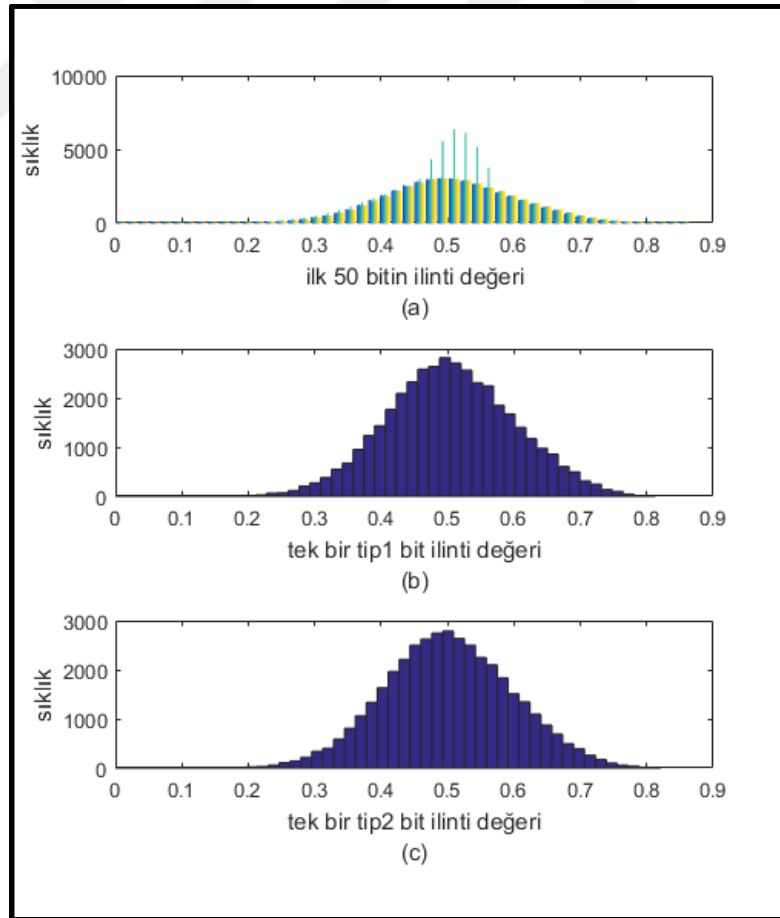 10000
5000
0
sıklık
0 0.1 0.2 0.3 0.4 0.5 0.6 0.7 0.8 0.9
ilk 50 bitin ilinti değeri
(a)
3000
2000
1000
0
sıklık
0 0.1 0.2 0.3 0.4 0.5 0.6 0.7 0.8 0.9
tek bir tip1 bit ilinti değeri
(b)
3000
2000
1000
0
sıklık
0 0.1 0.2 0.3 0.4 0.5 0.6 0.7 0.8 0.9
tek bir tip2 bit ilinti değeri
(c)